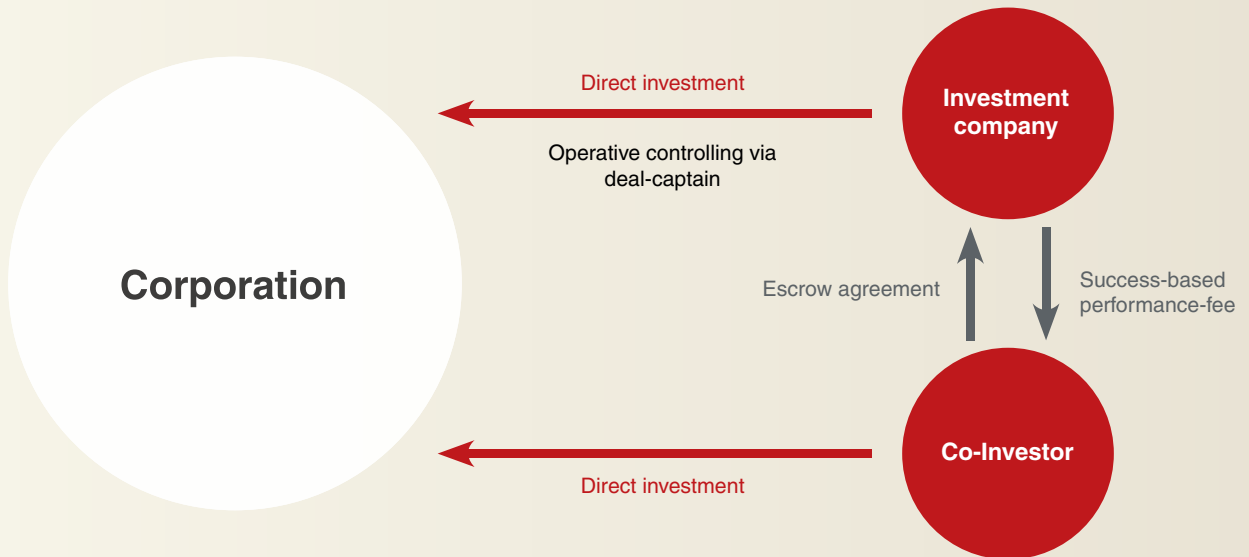 Direct investment
Investment
company
Operative controlling via
deal-captain
Corporation
Escrow agreement
Success-based
performance-fee
Co-Investor
Direct investment